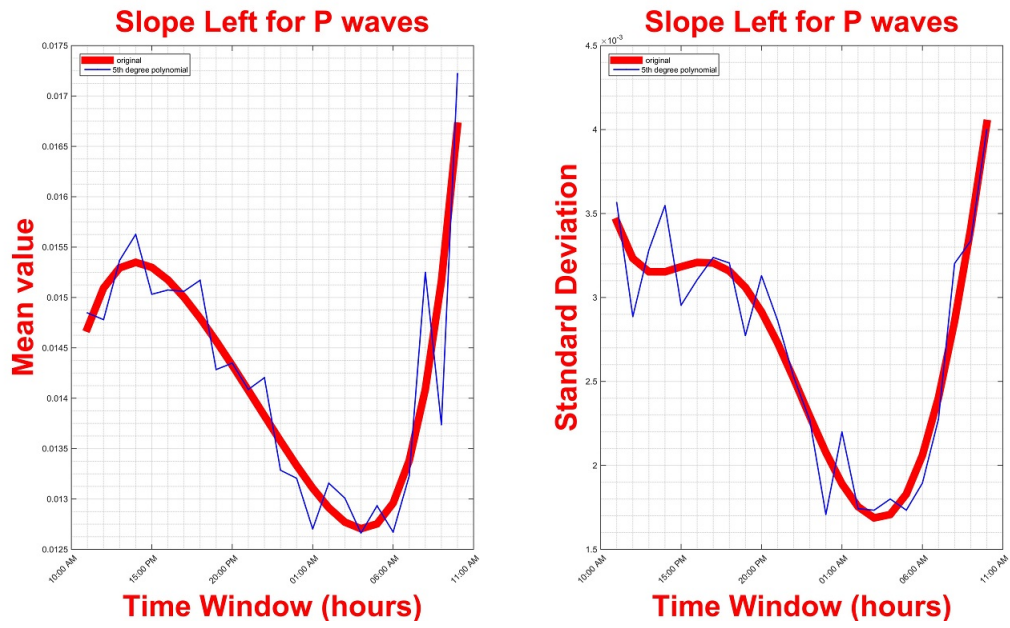 Slope Left for P waves
original
5th degree polynomial
0.0175
0.017
0.0165
0.016
0.0155
0.015
0.0145
0.014
0.0135
0.013
0.0125
Mean value
10:00 AM
15:00 PM
20:00 PM
01:00 AM
06:00 AM
11:00 AM
Time Window (hours)
Slope Left for P waves
×10⁻³
original
5th degree polynomial
4.5
4
3.5
3
2.5
2
1.5
Standard Deviation
10:00 AM
15:00 PM
20:00 PM
01:00 AM
06:00 AM
11:00 AM
Time Window (hours)